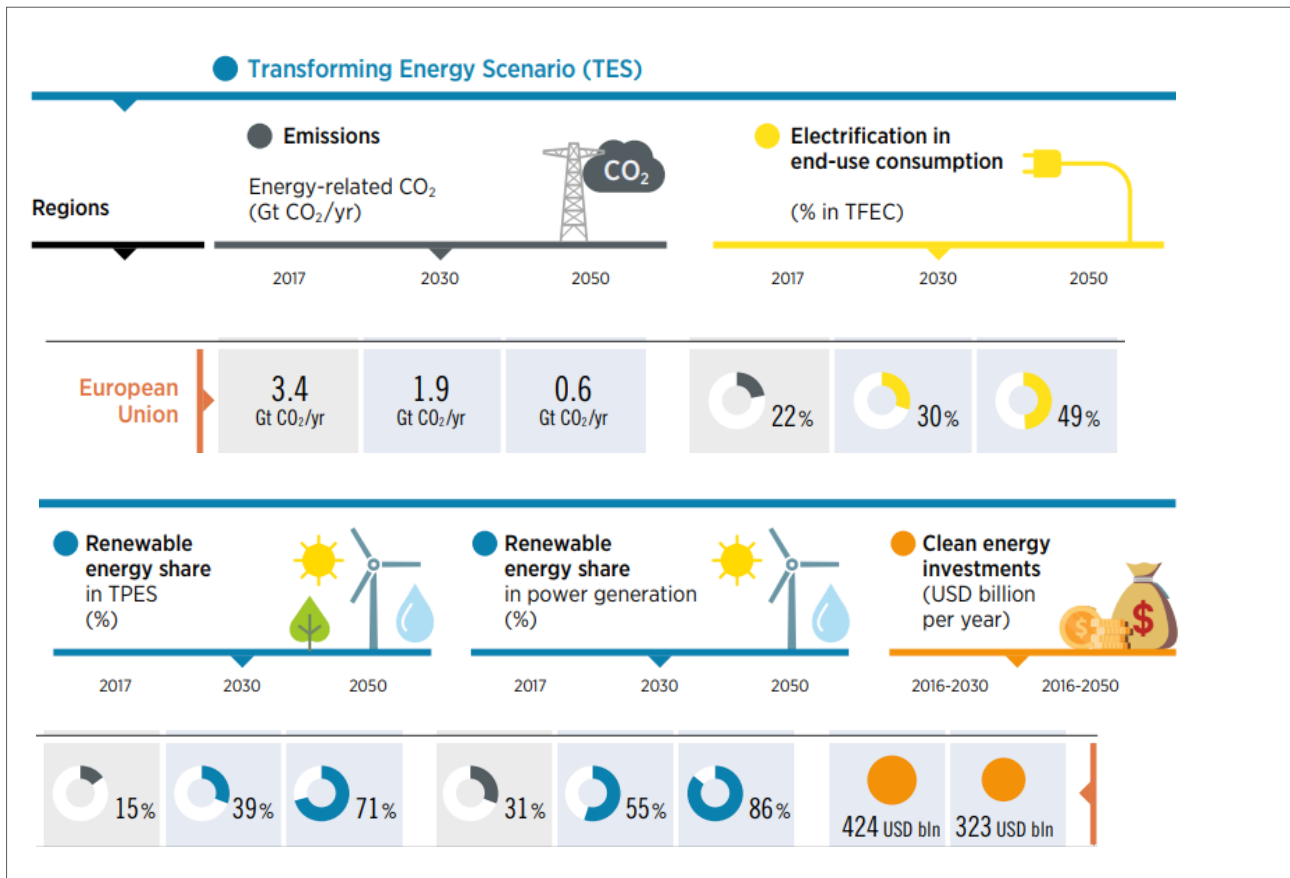 Transforming Energy Scenario (TES)
Regions
Emissions
Energy-related CO₂
(Gt CO₂/yr)
CO₂
2017 2030 2050
Electrification in
end-use consumption
(% in TFEC)
2017 2030 2050
European
Union
3.4
Gt CO₂/yr
1.9
Gt CO₂/yr
0.6
Gt CO₂/yr
22%
30%
49%
Renewable
energy share
in TPES
(%)
2017 2030 2050
Renewable
energy share
in power generation
(%)
2017 2030 2050
Clean energy
investments
(USD billion
per year)
$
$
2016-2030 2016-2050
15% 39% 71%
31% 55% 86%
424 USD bln 323 USD bln